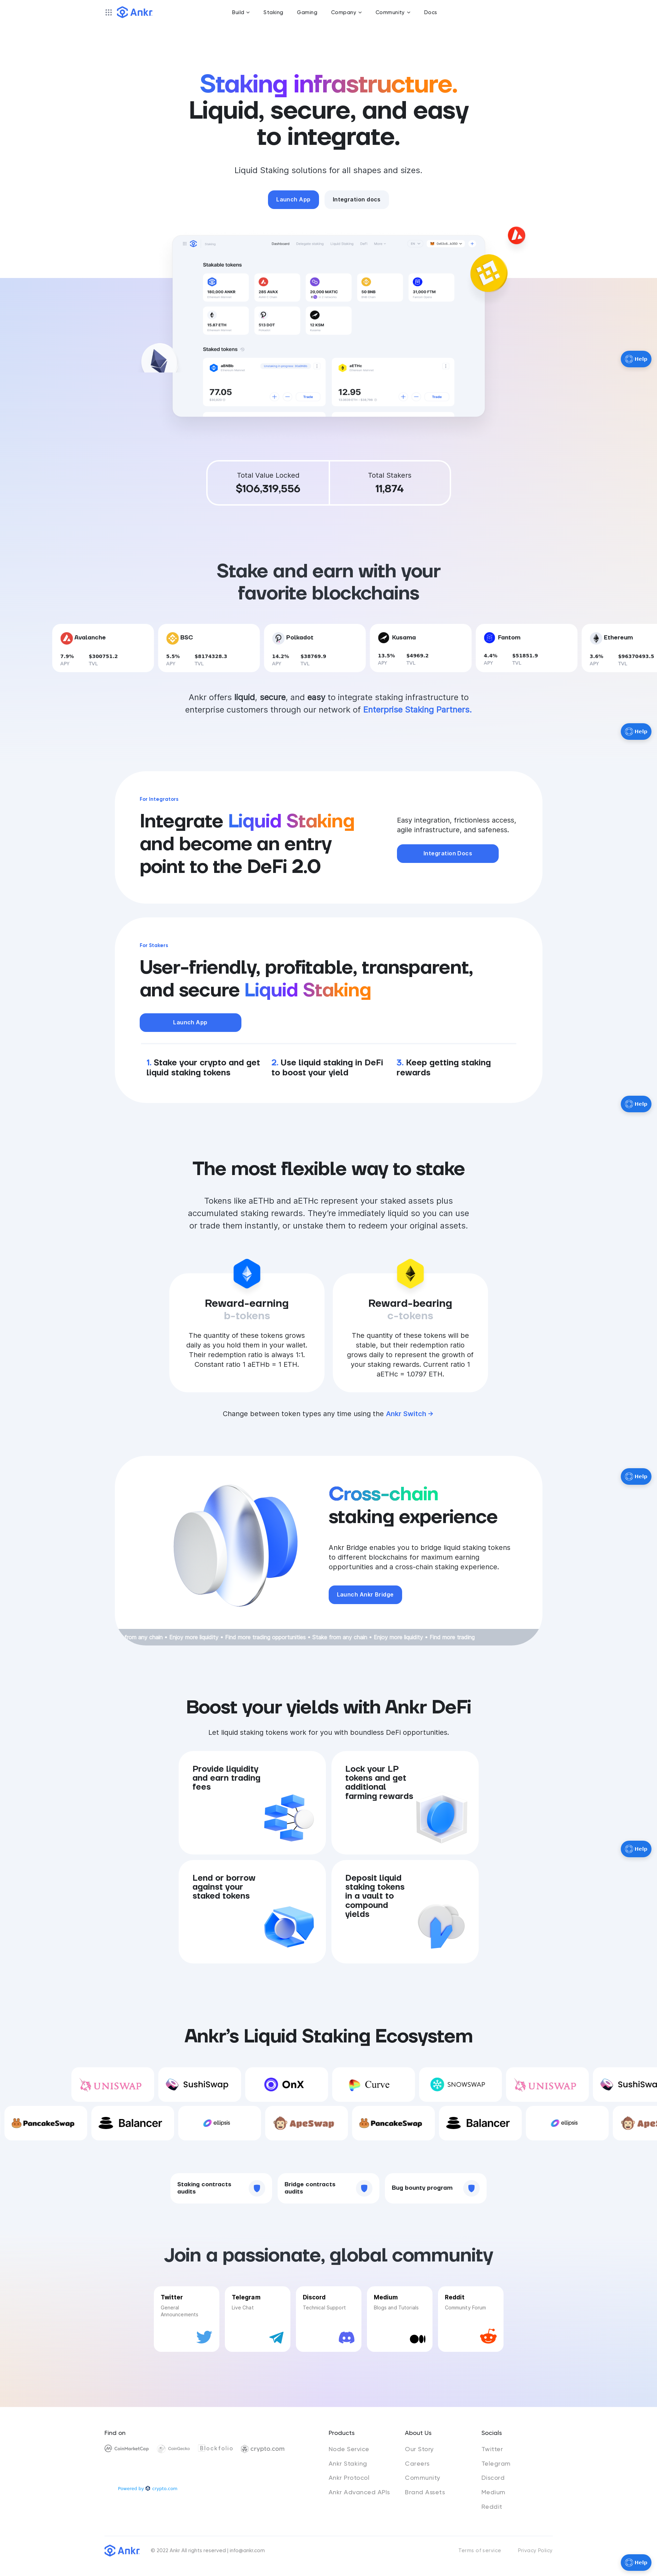 Ankr
Build
Staking
Gaming
Company
Community
Docs
Staking infrastructure.
Liquid, secure, and easy
to integrate.
Liquid Staking solutions for all shapes and sizes.
Launch App
Integration docs
Dashboard
Stakable tokens
160,000 ANKR
285 AVAX
20,000 MATIC
50 BNB
31,000 FTM
15.87 ETH
513 DOT
12 KSM
Staked tokens
aBNBb
aETHc
77.05
Trade
12.95
Trade
Help
Total Value Locked
$106,319,556
Total Stakers
11,874
Stake and earn with your
favorite blockchains
Avalanche
7.9%
$300751.2
APY
TVL
BSC
5.5%
$8174328.3
APY
TVL
Polkadot
14.2%
$38769.9
APY
TVL
Kusama
13.5%
$4969.2
APY
TVL
Fantom
4.4%
$51851.9
APY
TVL
Ethereum
3.6%
$96370493.5
APY
TVL
Ankr offers liquid, secure, and easy to integrate staking infrastructure to
enterprise customers through our network of Enterprise Staking Partners.
Help
For Integrators
Integrate Liquid Staking
and become an entry
point to the DeFi 2.0
Easy integration, frictionless access,
agile infrastructure, and safeness.
Integration Docs
For Stakers
User-friendly, profitable, transparent,
and secure Liquid Staking
Launch App
1. Stake your crypto and get
liquid staking tokens
2. Use liquid staking in DeFi
to boost your yield
3. Keep getting staking
rewards
Help
The most flexible way to stake
Tokens like aETHb and aETHc represent your staked assets plus
accumulated staking rewards. They're immediately liquid so you can use
or trade them instantly, or unstake them to redeem your original assets.
Reward-earning
b-tokens
The quantity of these tokens grows
daily as you hold them in your wallet.
Their redemption ratio is always 1:1.
Constant ratio 1 aETHb = 1 ETH.
Reward-bearing
c-tokens
The quantity of these tokens will be
stable, but their redemption ratio
grows daily to represent the growth of
your staking rewards. Current ratio 1
aETHc = 1.0797 ETH.
Change between token types any time using the Ankr Switch →
Help
Cross-chain
staking experience
Ankr Bridge enables you to bridge liquid staking tokens
to different blockchains for maximum earning
opportunities and a cross-chain staking experience.
Launch Ankr Bridge
from any chain • Enjoy more liquidity • Find more trading opportunities • Stake from any chain • Enjoy more liquidity • Find more trading
Boost your yields with Ankr DeFi
Let liquid staking tokens work for you with boundless DeFi opportunities.
Provide liquidity
and earn trading
fees
Lock your LP
tokens and get
additional
farming rewards
Help
Lend or borrow
against your
staked tokens
Deposit liquid
staking tokens
in a vault to
compound
yields
Ankr's Liquid Staking Ecosystem
UNISWAP
SushiSwap
OnX
Curve
SNOWSWAP
UNISWAP
SushiSwa
PancakeSwap
Balancer
ellipsis
ApeSwap
PancakeSwap
Balancer
ellipsis
Ape
Staking contracts
audits
Bridge contracts
audits
Bug bounty program
Join a passionate, global community
Twitter
General
Announcements
Telegram
Live Chat
Discord
Technical Support
Medium
Blogs and Tutorials
Reddit
Community Forum
Find on
CoinMarketCap
CoinGecko
Blockfolio
crypto.com
Powered by crypto.com
Products
Node Service
Ankr Staking
Ankr Protocol
Ankr Advanced APIs
About Us
Our Story
Careers
Community
Brand Assets
Socials
Twitter
Telegram
Discord
Medium
Reddit
Ankr
© 2022 Ankr All rights reserved | info@ankr.com
Terms of service
Privacy Policy
Help